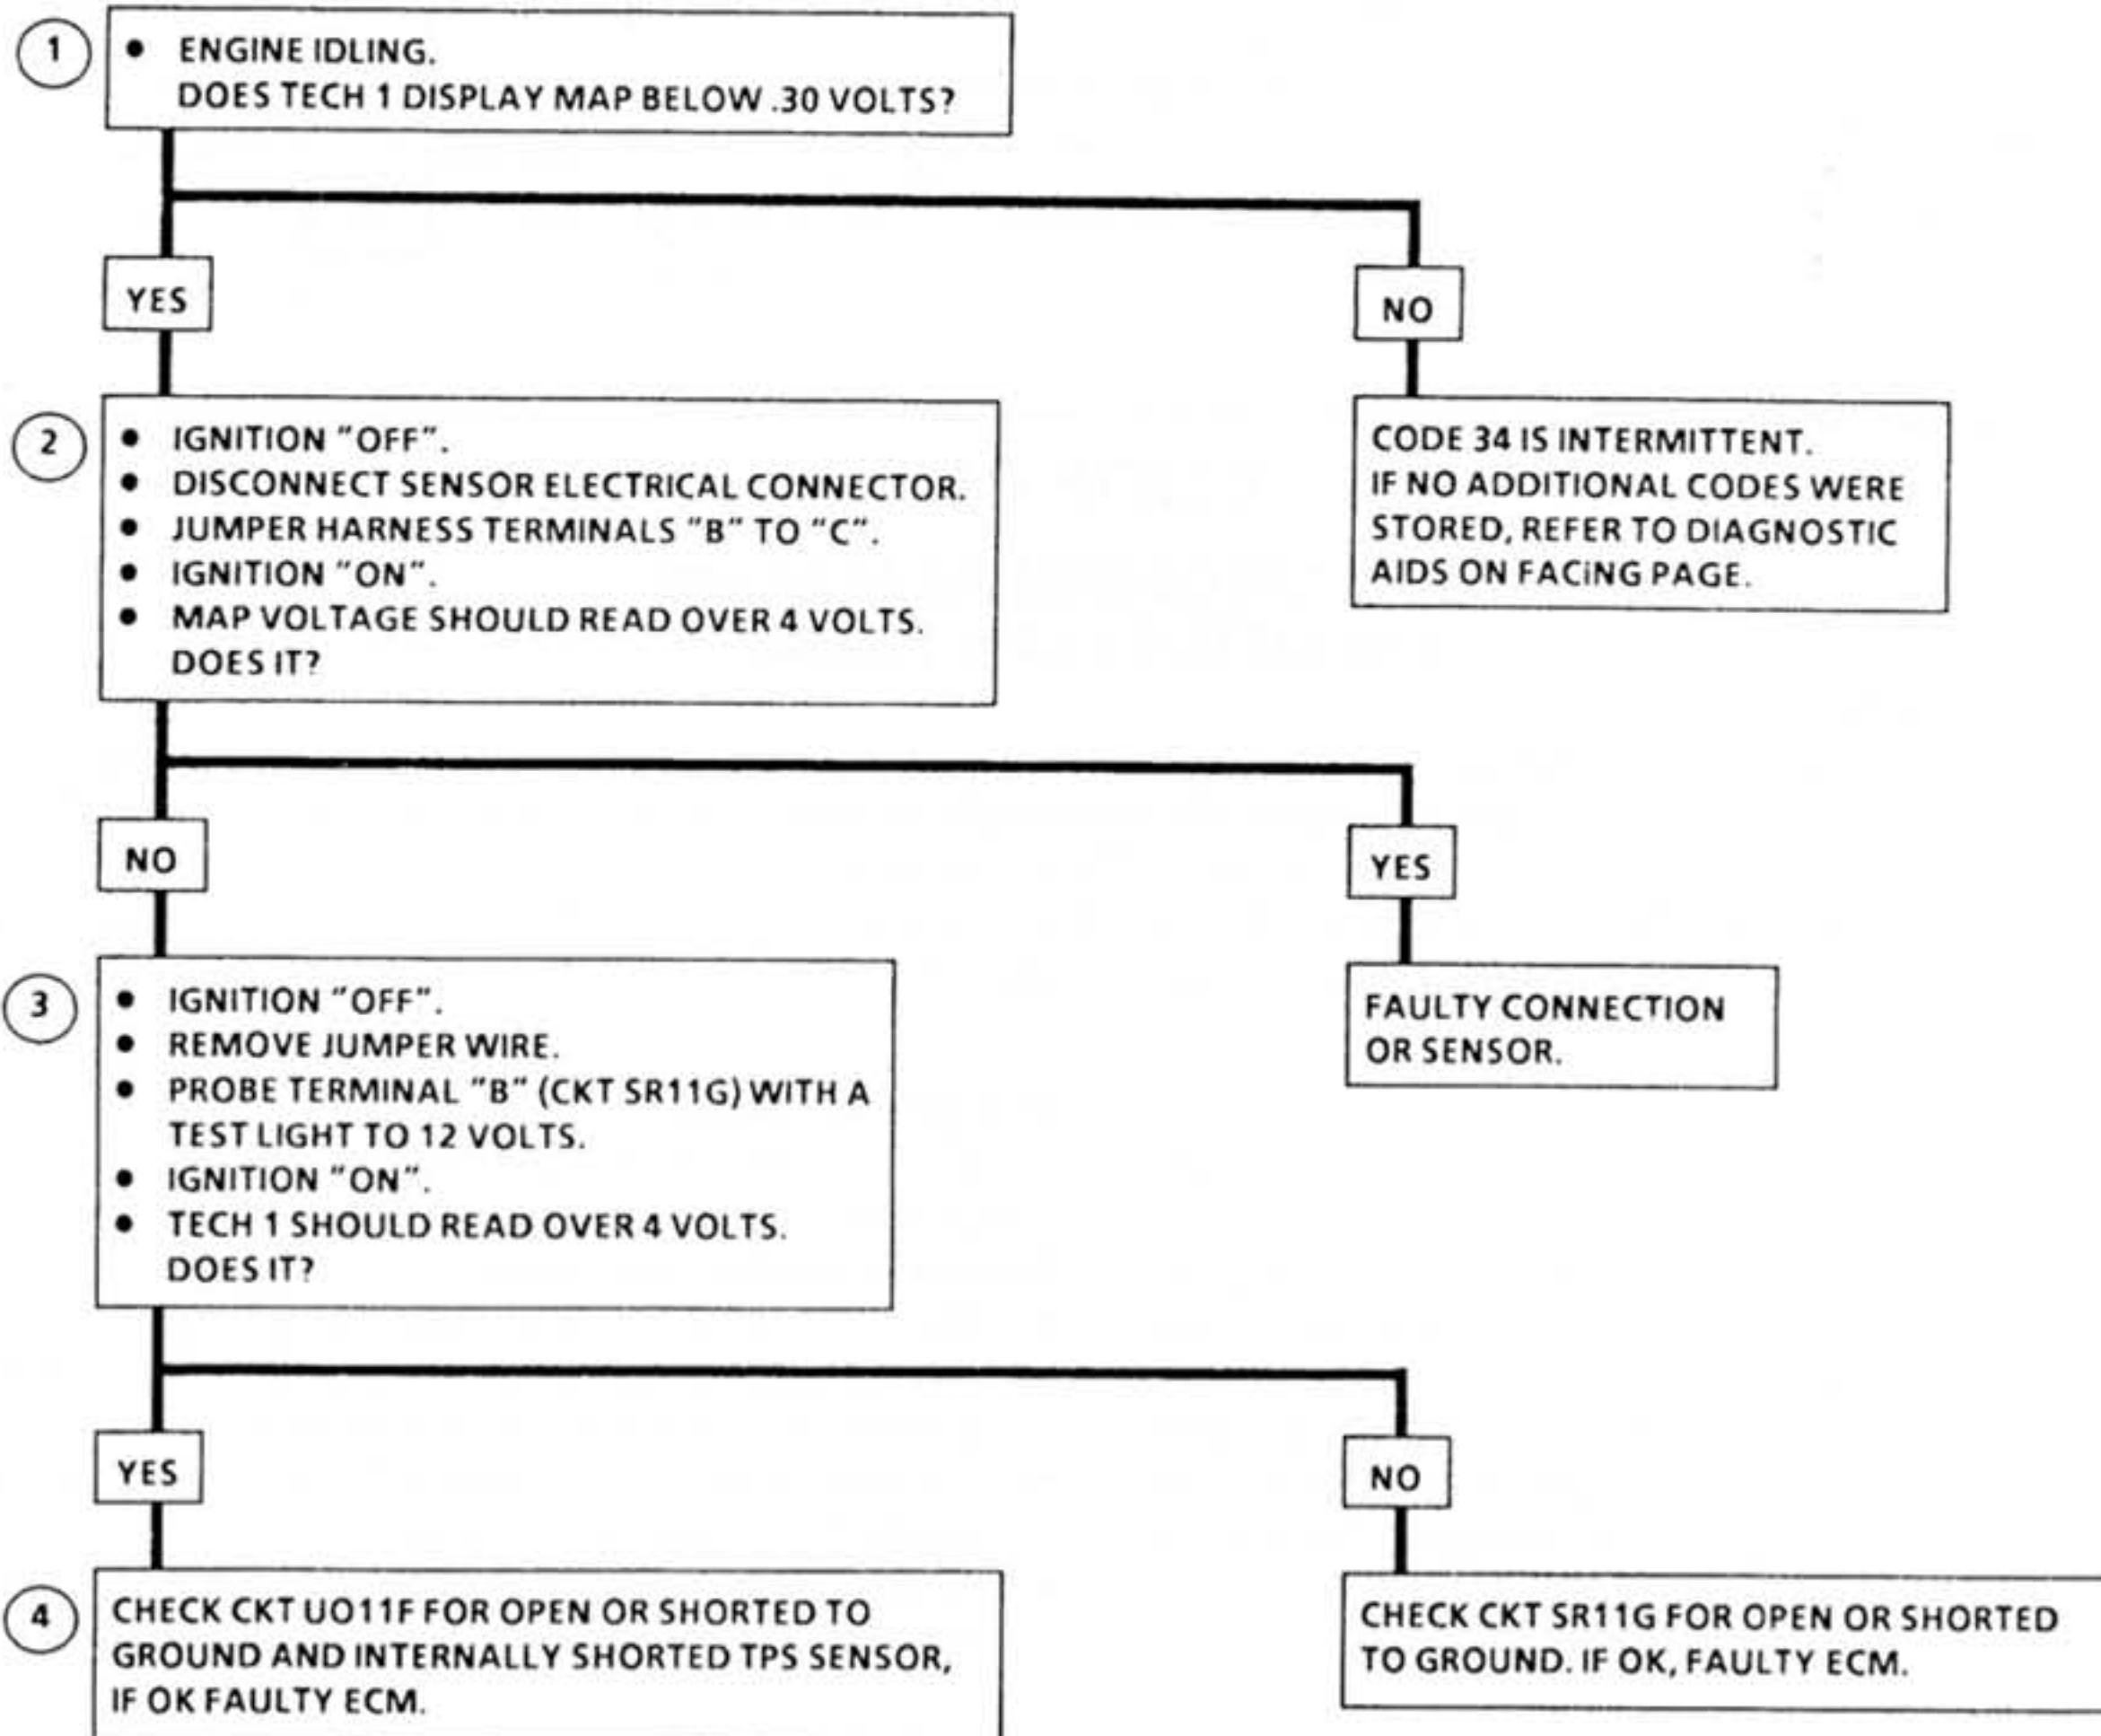 1
• ENGINE IDLING.
DOES TECH 1 DISPLAY MAP BELOW .30 VOLTS?
YES
NO
2
• IGNITION "OFF".
• DISCONNECT SENSOR ELECTRICAL CONNECTOR.
• JUMPER HARNESS TERMINALS "B" TO "C".
• IGNITION "ON".
• MAP VOLTAGE SHOULD READ OVER 4 VOLTS.
DOES IT?
CODE 34 IS INTERMITTENT.
IF NO ADDITIONAL CODES WERE
STORED, REFER TO DIAGNOSTIC
AIDS ON FACING PAGE.
NO
YES
3
• IGNITION "OFF".
• REMOVE JUMPER WIRE.
• PROBE TERMINAL "B" (CKT SR11G) WITH A
TEST LIGHT TO 12 VOLTS.
• IGNITION "ON".
• TECH 1 SHOULD READ OVER 4 VOLTS.
DOES IT?
FAULTY CONNECTION
OR SENSOR.
YES
NO
4
CHECK CKT UO11F FOR OPEN OR SHORTED TO
GROUND AND INTERNALLY SHORTED TPS SENSOR,
IF OK FAULTY ECM.
CHECK CKT SR11G FOR OPEN OR SHORTED
TO GROUND. IF OK, FAULTY ECM.